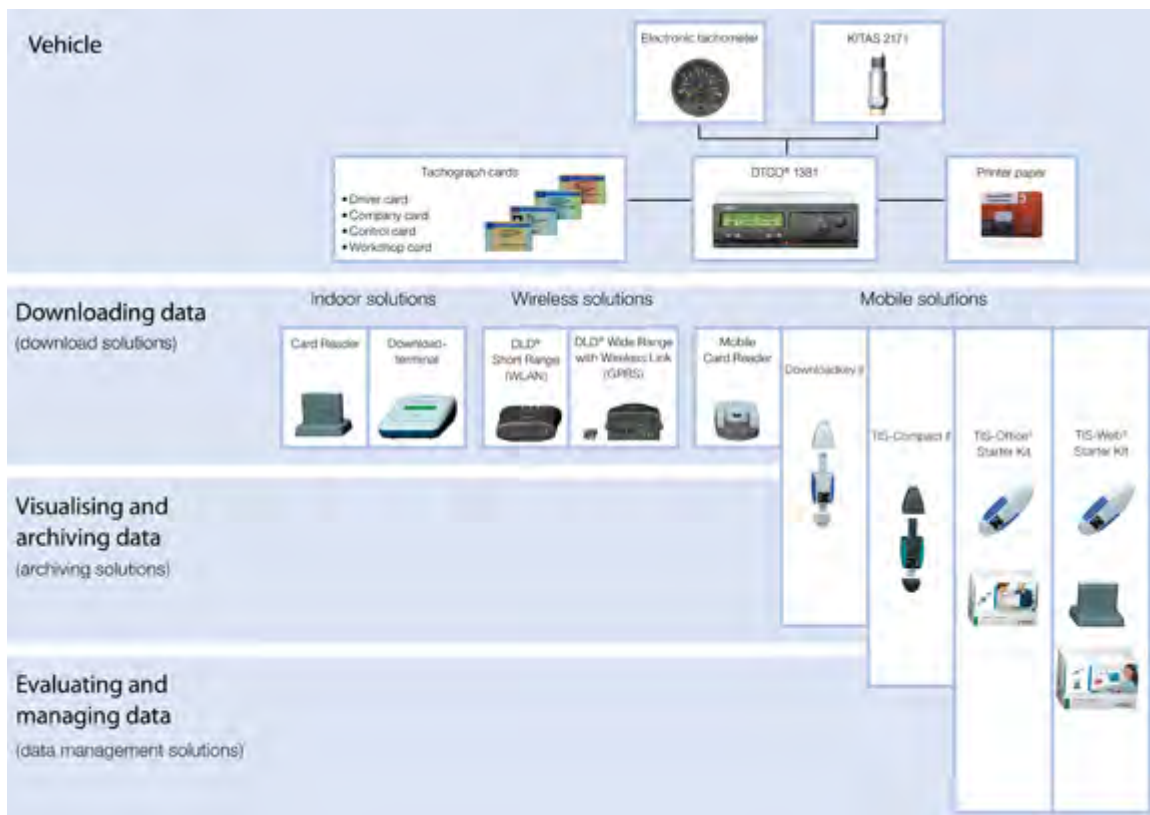 Vehicle
Electronic tachometer
KITAS 2171
Tachograph cards
• Driver card
• Company card
• Control card
• Workshop card
DTCO® 1381
Printer paper
Downloading data
(download solutions)
Indoor solutions
Wireless solutions
Mobile solutions
Card Reader
Download-
terminal
DLD®
Short Range
(WLAN)
DLD® Wide Range
with Wireless Link
(GPRS)
Mobile
Card Reader
Downloadkey II
TIS-Compact II
TIS-Office®
Starter Kit
TIS-Web®
Starter Kit
Visualising and
archiving data
(archiving solutions)
Evaluating and
managing data
(data management solutions)